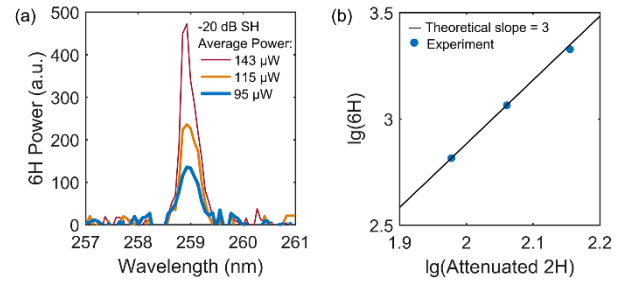 (a)
-20 dB SH
Average Power:
143 µW
115 µW
95 µW
500
400
300
200
100
0
6H Power (a.u.)
257 258 259 260 261
Wavelength (nm)
(b)
Theoretical slope = 3
Experiment
3.5
3
2.5
lg(6H)
1.9 2 2.1 2.2
lg(Attenuated 2H)